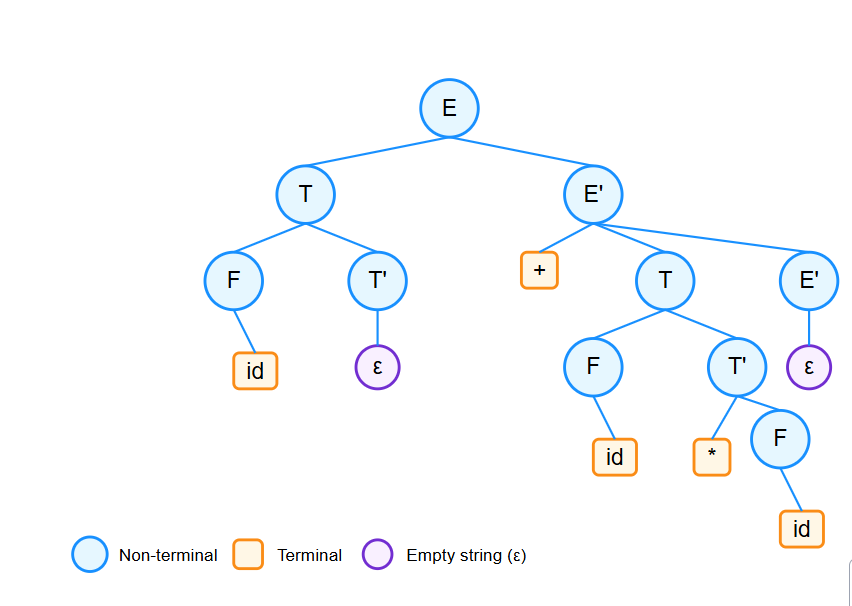 E
T E'
F T' + T E'
id ε F T' ε
id * F
id
Non-terminal Terminal Empty string (ε)